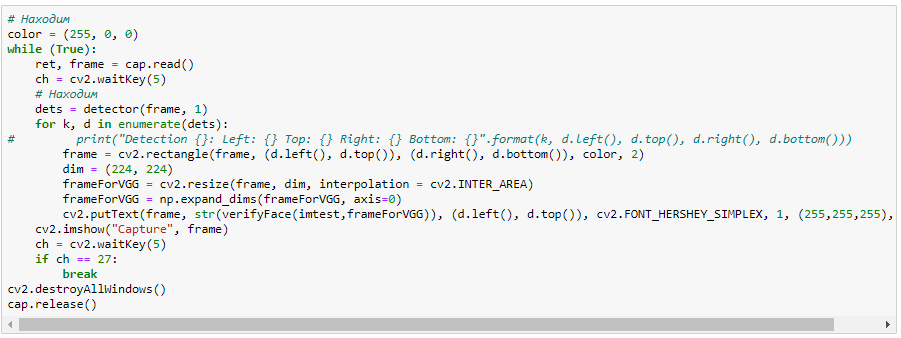 # Находим
color = (255, 0, 0)
while (True):
    ret, frame = cap.read()
    ch = cv2.waitKey(5)
    # Находим
    dets = detector(frame, 1)
    for k, d in enumerate(dets):
#         print("Detection {}: Left: {} Top: {} Right: {} Bottom: {}".format(k, d.left(), d.top(), d.right(), d.bottom()))
        frame = cv2.rectangle(frame, (d.left(), d.top()), (d.right(), d.bottom()), color, 2)
        dim = (224, 224)
        frameForVGG = cv2.resize(frame, dim, interpolation = cv2.INTER_AREA)
        frameForVGG = np.expand_dims(frameForVGG, axis=0)
        cv2.putText(frame, str(verifyFace(imtest,frameForVGG)), (d.left(), d.top()), cv2.FONT_HERSHEY_SIMPLEX, 1, (255,255,255),
    cv2.imshow("Capture", frame)
    ch = cv2.waitKey(5)
    if ch == 27:
        break
cv2.destroyAllWindows()
cap.release()